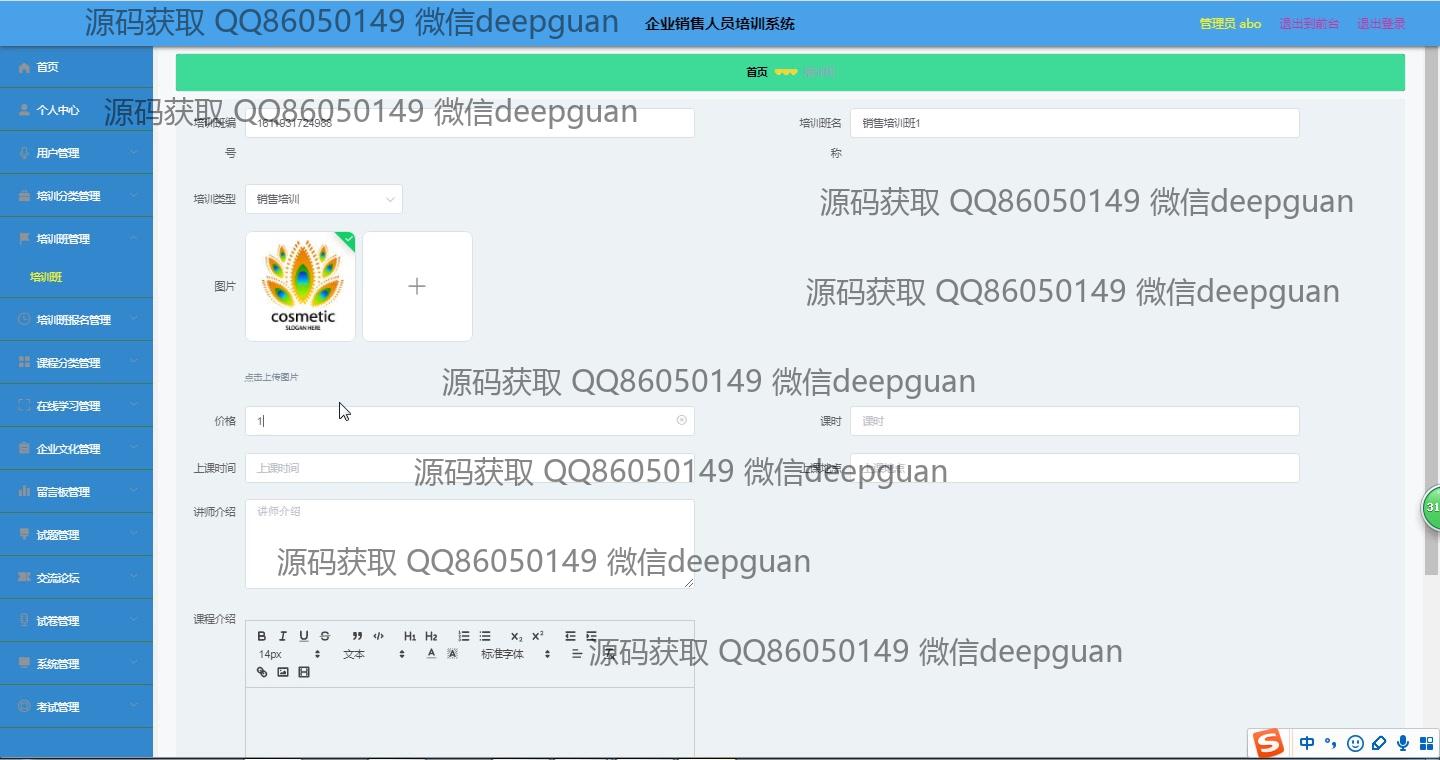 源码获取 QQ86050149 微信deepguan
企业销售人员培训系统
管理员 abo
退出到前台
退出登录
首页
个人中心
用户管理
培训分类管理
培训班管理
培训班
培训班报名管理
课程分类管理
在线学习管理
企业文化管理
留言板管理
试题管理
交流论坛
试卷管理
系统管理
考试管理
首页
培训班
源码获取 QQ86050149 微信deepguan
培训班编号
1611931724988
培训班名称
销售培训班1
培训类型
销售培训
源码获取 QQ86050149 微信deepguan
图片
cosmetic
SLOGAN HERE
源码获取 QQ86050149 微信deepguan
点击上传图片
源码获取 QQ86050149 微信deepguan
价格
1
课时
课时
上课时间
上课时间
上课地点
上课地点
源码获取 QQ86050149 微信deepguan
讲师介绍
讲师介绍
源码获取 QQ86050149 微信deepguan
课程介绍
14px
文本
标准字体
源码获取 QQ86050149 微信deepguan
31
中